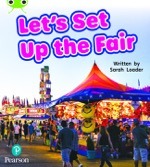 Let's Set
Up the Fair
Written by
Sarah Loader
Pearson